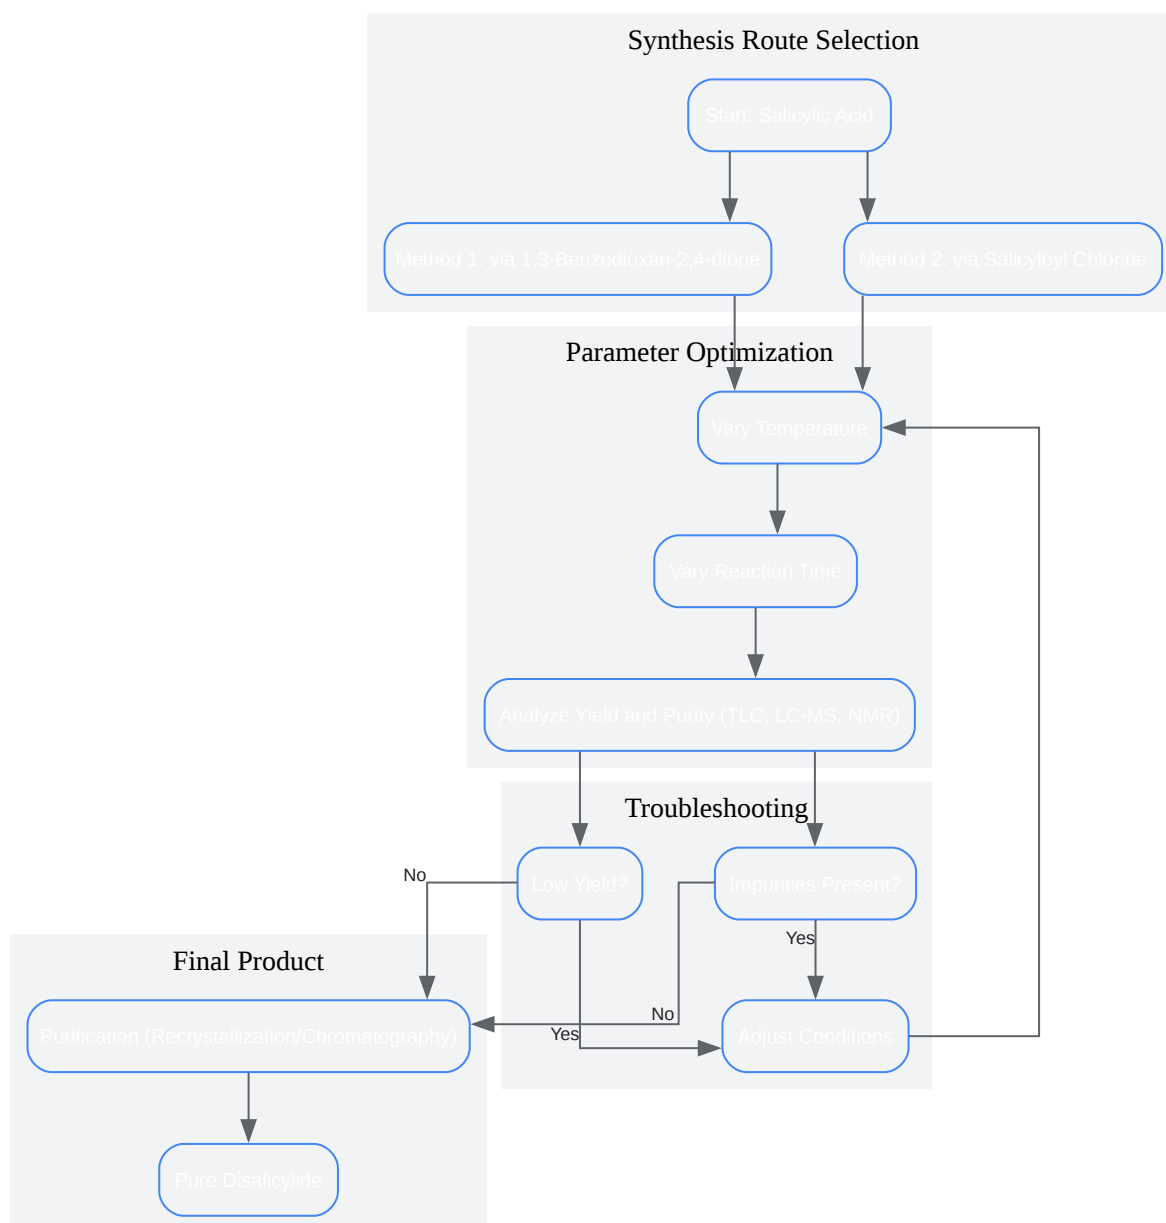 Synthesis Route Selection
Start: Salicylic Acid
Method 1: via 1,3-Benzodioxan-2,4-dione
Method 2: via Salicyloyl Chloride
Parameter Optimization
Vary Temperature
Vary Reaction Time
Analyze Yield and Purity (TLC, LC-MS, NMR)
Troubleshooting
Low Yield?
Impurities Present?
No
Yes
Final Product
No
Yes
Adjust Conditions
Purification (Recrystallization/Chromatography)
Pure Disalicylide